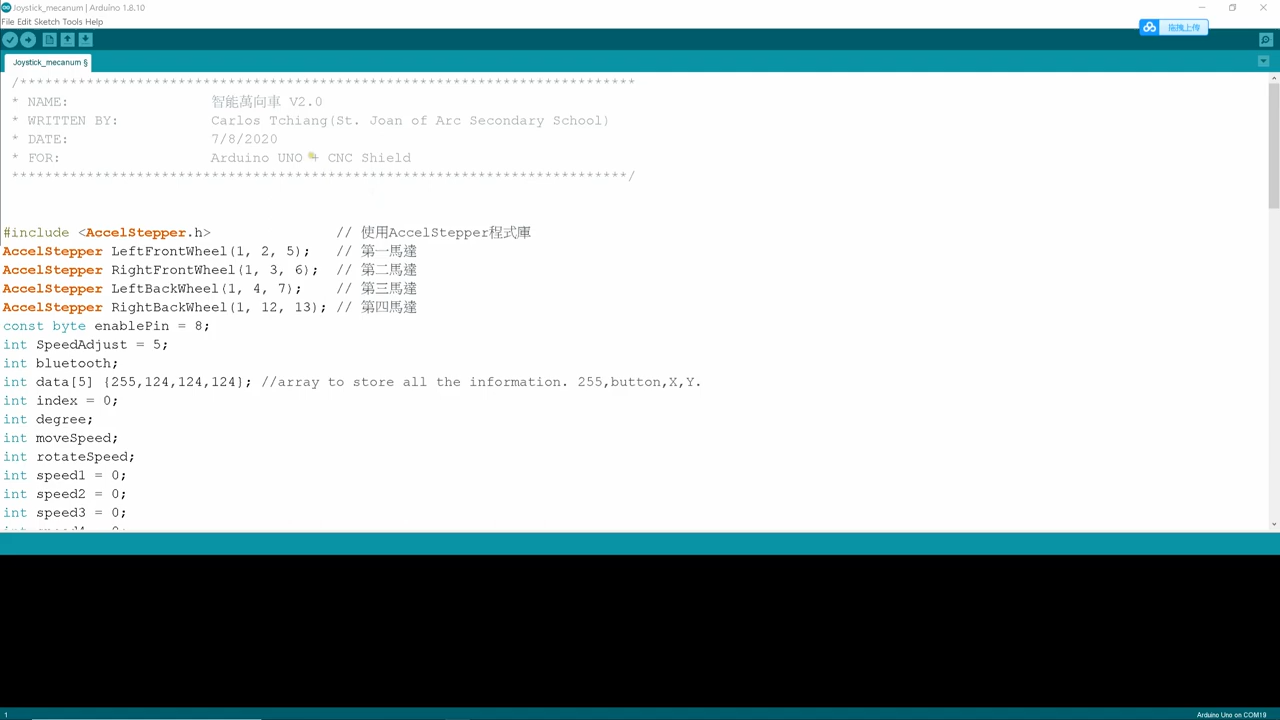 Joystick_mecanum | Arduino 1.8.10
File Edit Sketch Tools Help
拖拽上传
Joystick_mecanum §
/**************************************************************************
* NAME: 智能萬向車 V2.0
* WRITTEN BY: Carlos Tchiang(St. Joan of Arc Secondary School)
* DATE: 7/8/2020
* FOR: Arduino UNO + CNC Shield
**************************************************************************/
#include <AccelStepper.h> // 使用AccelStepper程式庫
AccelStepper LeftFrontWheel(1, 2, 5); // 第一馬達
AccelStepper RightFrontWheel(1, 3, 6); // 第二馬達
AccelStepper LeftBackWheel(1, 4, 7); // 第三馬達
AccelStepper RightBackWheel(1, 12, 13); // 第四馬達
const byte enablePin = 8;
int SpeedAdjust = 5;
int bluetooth;
int data[5] {255,124,124,124}; //array to store all the information. 255,button,X,Y.
int index = 0;
int degree;
int moveSpeed;
int rotateSpeed;
int speed1 = 0;
int speed2 = 0;
int speed3 = 0;
1
Arduino Uno on COM19